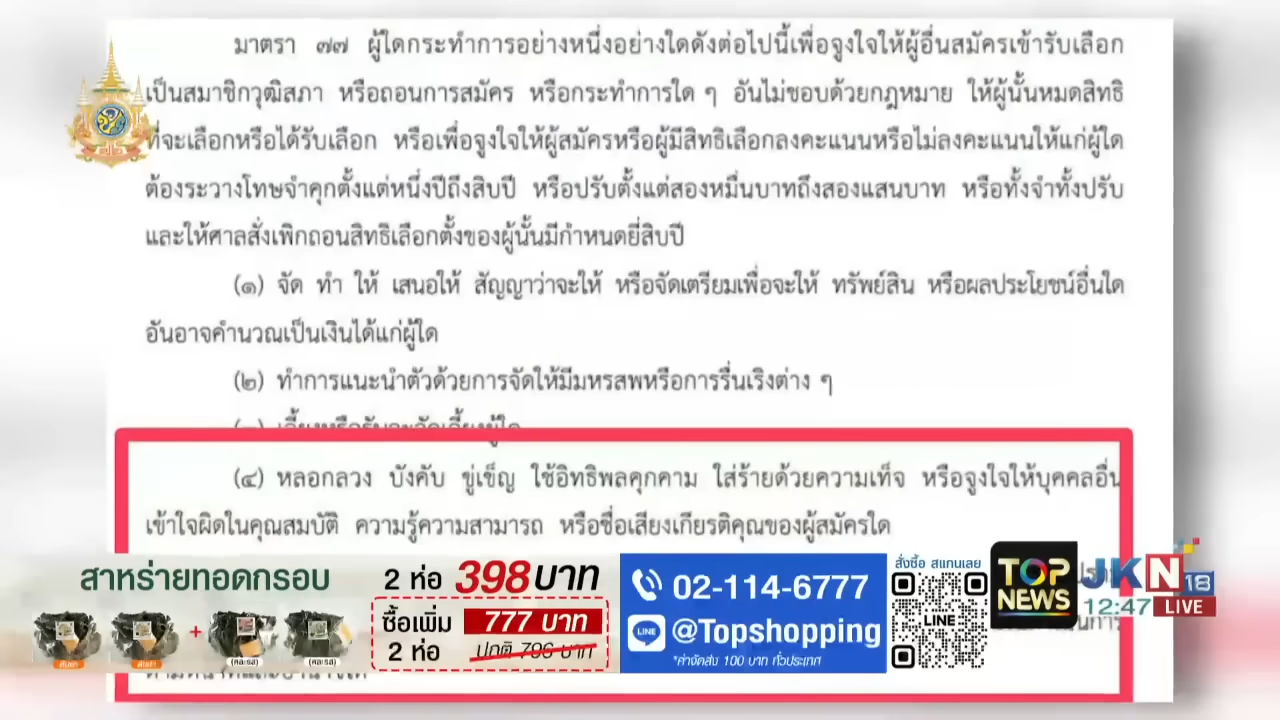 มาตรา ๗๗ ผู้ใดกระทำการอย่างหนึ่งอย่างใดดังต่อไปนี้เพื่อจูงใจให้ผู้อื่นสมัครเข้ารับเลือก
เป็นสมาชิกวุฒิสภา หรือถอนการสมัคร หรือกระทำการใด ๆ อันไม่ชอบด้วยกฎหมาย ให้ผู้นั้นหมดสิทธิ
ที่จะเลือกหรือได้รับเลือก หรือเพื่อจูงใจให้ผู้สมัครหรือผู้มีสิทธิเลือกลงคะแนนหรือไม่ลงคะแนนให้แก่ผู้ใด
ต้องระวางโทษจำคุกตั้งแต่หนึ่งปีถึงสิบปี หรือปรับตั้งแต่สองหมื่นบาทถึงสองแสนบาท หรือทั้งจำทั้งปรับ
และให้ศาลสั่งเพิกถอนสิทธิเลือกตั้งของผู้นั้นมีกำหนดยี่สิบปี
(๑) จัด ทำ ให้ เสนอให้ สัญญาว่าจะให้ หรือจัดเตรียมเพื่อจะให้ ทรัพย์สิน หรือผลประโยชน์อื่นใด
อันอาจคำนวณเป็นเงินได้แก่ผู้ใด
(๒) ทำการแนะนำตัวด้วยการจัดให้มีมหรสพหรือการรื่นเริงต่าง ๆ
(๔) หลอกลวง บังคับ ขู่เข็ญ ใช้อิทธิพลคุกคาม ใส่ร้ายด้วยความเท็จ หรือจูงใจให้บุคคลอื่น
เข้าใจผิดในคุณสมบัติ ความรู้ความสามารถ หรือชื่อเสียงเกียรติคุณของผู้สมัครใด
สาหร่ายทอดกรอบ
2 ห่อ 398 บาท
ซื้อเพิ่ม 777 บาท
2 ห่อ ปกติ 796 บาท
(คละรส)
(คละรส)
02-114-6777
LINE @Topshopping
*ค่าจัดส่ง 100 บาท ทั่วประเทศ
สั่งซื้อ สแกนเลย
LINE
TOP NEWS
JKN 18
12:47 LIVE